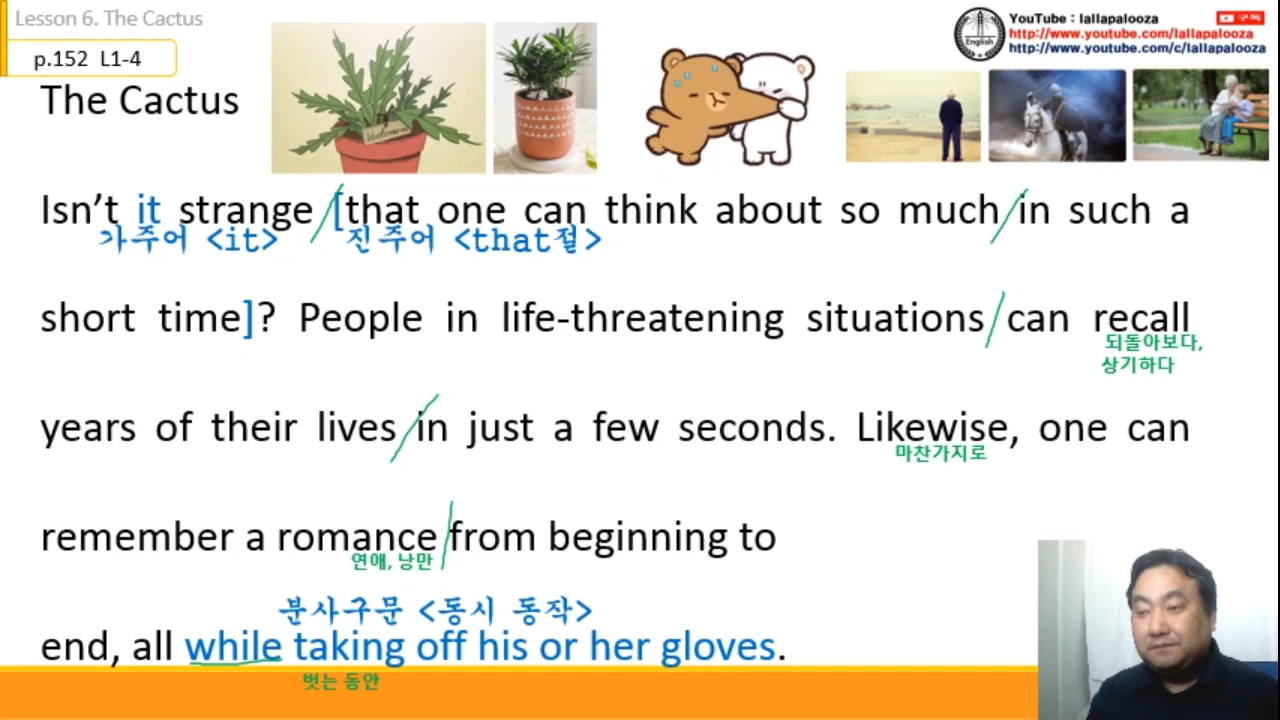 Lesson 6. The Cactus
p.152 L1-4
YouTube : lallapalooza
구독
http://www.youtube.com/lallapalooza
http://www.youtube.com/c/lallapalooza
English
The Cactus
Isn't it strange [that one can think about so much in such a
가주어 <it> 진주어 <that절>
short time]? People in life-threatening situations can recall
되돌아보다,
상기하다
years of their lives in just a few seconds. Likewise, one can
마찬가지로
remember a romance from beginning to
연애, 낭만
분사구문 <동시 동작>
end, all while taking off his or her gloves.
벗는 동안